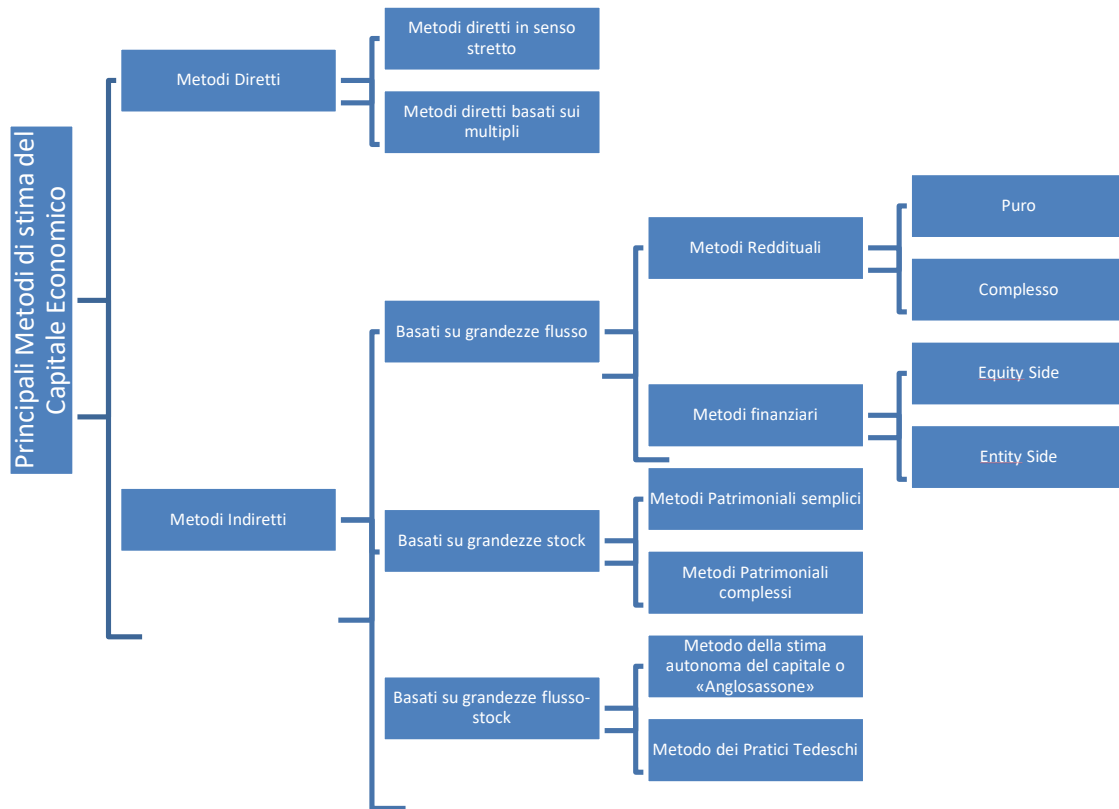 Principali Metodi di stima del
Capitale Economico
Metodi Diretti
Metodi diretti in senso
stretto
Metodi diretti basati sui
multipli
Metodi Indiretti
Basati su grandezze flusso
Metodi Reddituali
Puro
Complesso
Metodi finanziari
Equity Side
Entity Side
Basati su grandezze stock
Metodi Patrimoniali semplici
Metodi Patrimoniali
complessi
Basati su grandezze flusso-
stock
Metodo della stima
autonoma del capitale o
«Anglosassone»
Metodo dei Pratici Tedeschi